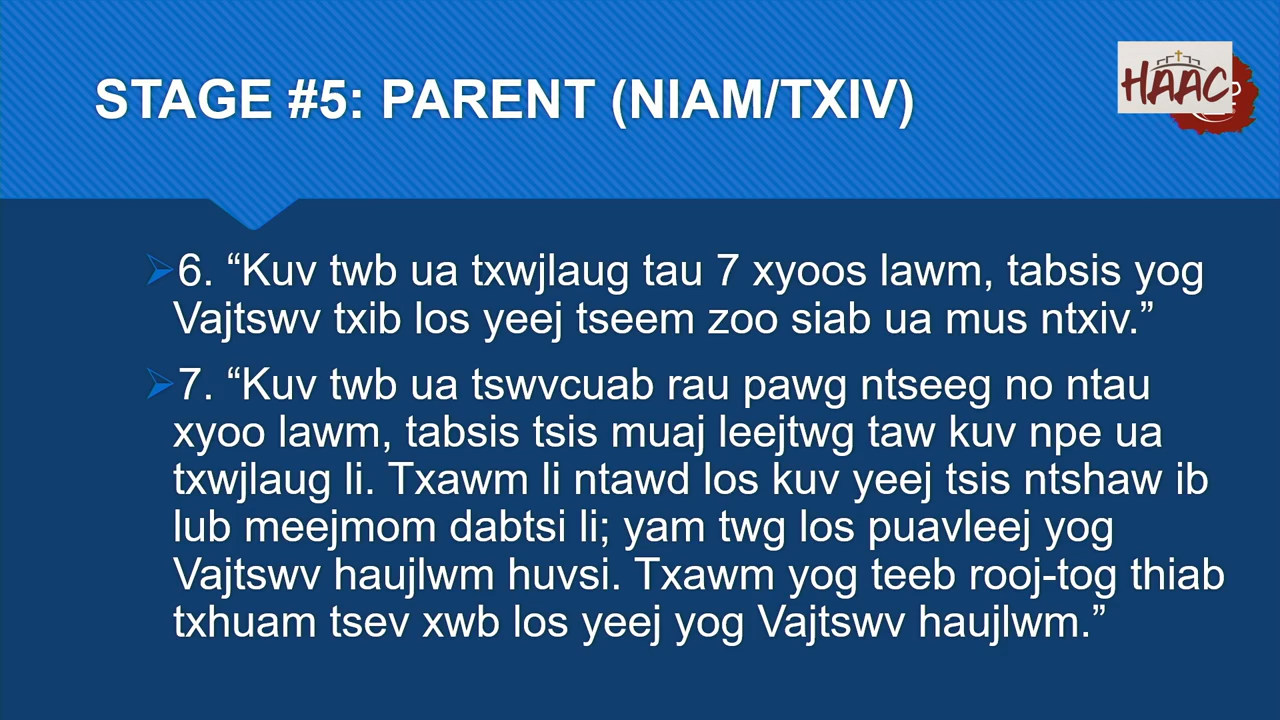 STAGE #5: PARENT (NIAM/TXIV)
HAAC
6. “Kuv twb ua txwjlaug tau 7 xyoos lawm, tabsis yog
Vajtswv txib los yeej tseem zoo siab ua mus ntxiv.”
7. “Kuv twb ua tswvcuab rau pawg ntseeg no ntau
xyoo lawm, tabsis tsis muaj leejtwg taw kuv npe ua
txwjlaug li. Txawm li ntawd los kuv yeej tsis ntshaw ib
lub meejmom dabtsi li; yam twg los puavleej yog
Vajtswv haujlwm huvsi. Txawm yog teeb rooj-tog thiab
txhuam tsev xwb los yeej yog Vajtswv haujlwm.”